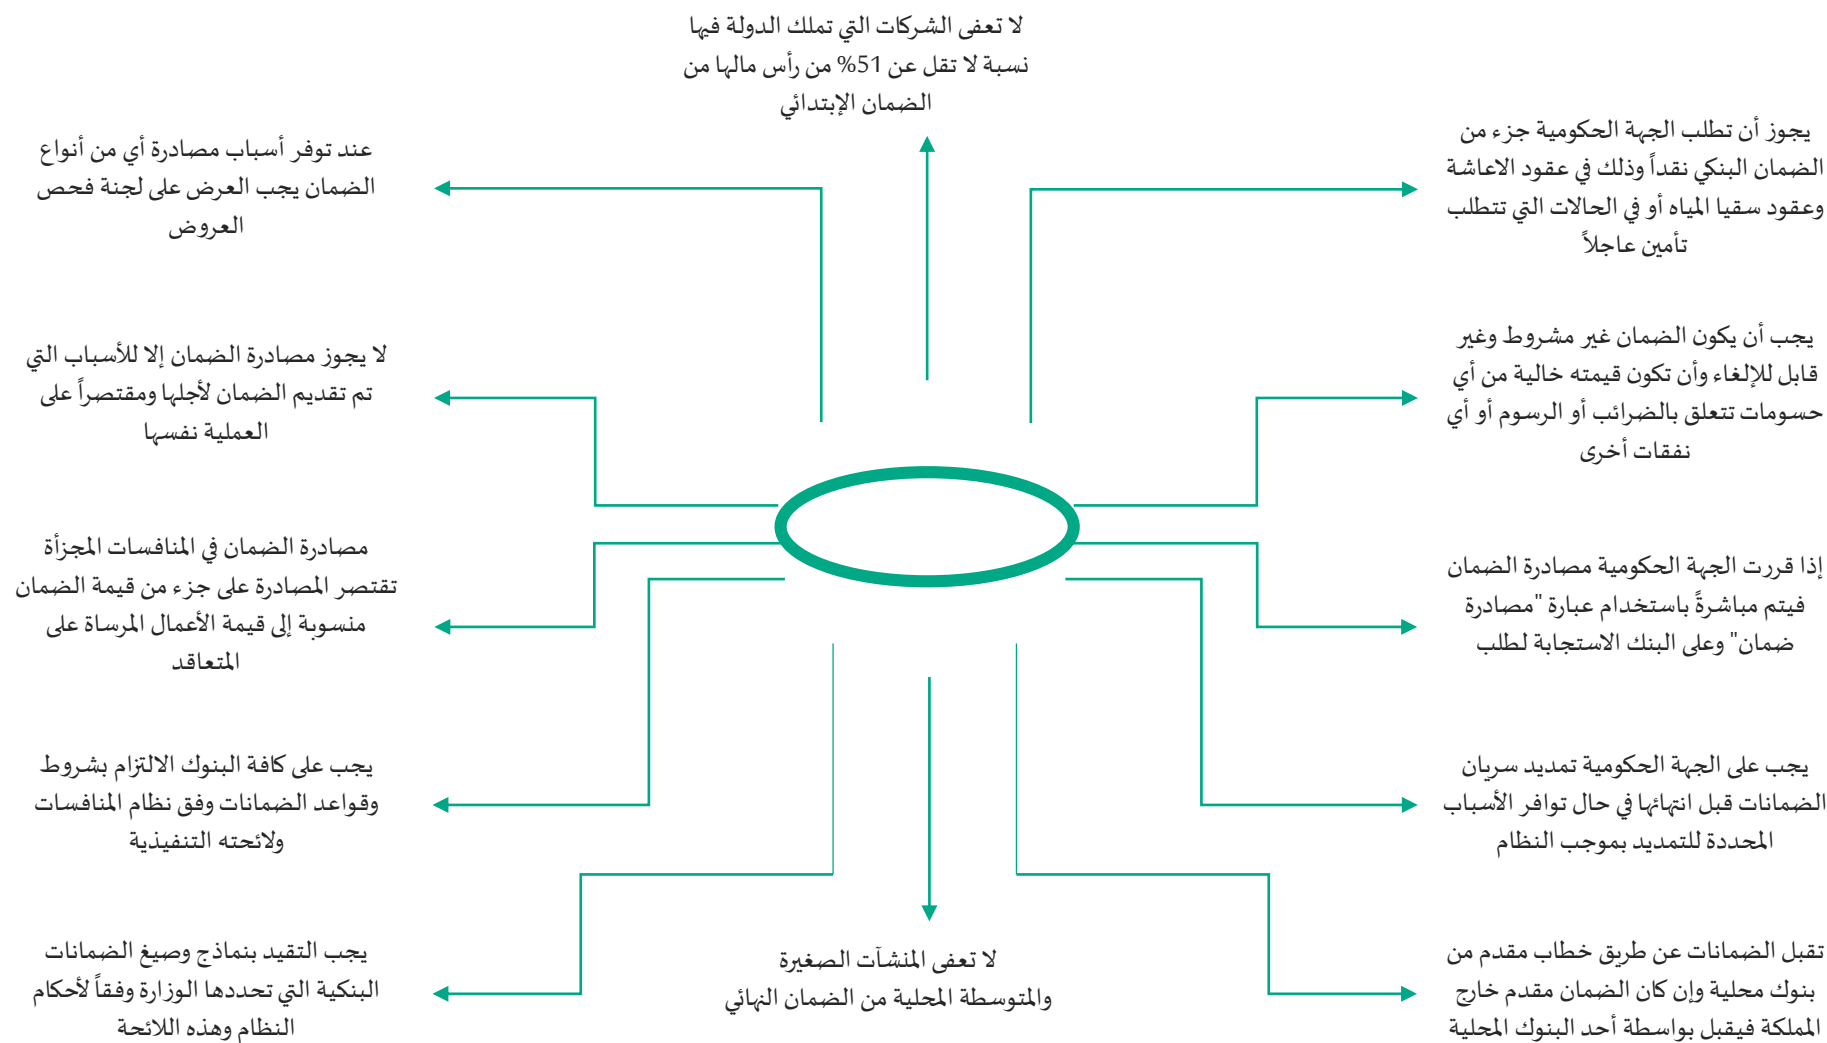 لا تعفى الشركات التي تملك الدولة فيها
نسبة لا تقل عن 51% من رأس مالها من
الضمان الإبتدائي
يجوز أن تطلب الجهة الحكومية جزء من
الضمان البنكي نقداً وذلك في عقود الاعاشة
وعقود سقيا المياه أو في الحالات التي تتطلب
تأمين عاجلاً
يجب أن يكون الضمان غير مشروط وغير
قابل للإلغاء وأن تكون قيمته خالية من أي
حسومات تتعلق بالضرائب أو الرسوم أو أي
نفقات أخرى
إذا قررت الجهة الحكومية مصادرة الضمان
فيتم مباشرةً باستخدام عبارة "مصادرة
ضمان" وعلى البنك الاستجابة لطلب
يجب على الجهة الحكومية تمديد سريان
الضمانات قبل انتهائها في حال توافر الأسباب
المحددة للتمديد بموجب النظام
تقبل الضمانات عن طريق خطاب مقدم من
بنوك محلية وإن كان الضمان مقدم خارج
المملكة فيقبل بواسطة أحد البنوك المحلية
لا تعفى المنشآت الصغيرة
والمتوسطة المحلية من الضمان النهائي
عند توفر أسباب مصادرة أي من أنواع
الضمان يجب العرض على لجنة فحص
العروض
لا يجوز مصادرة الضمان إلا للأسباب التي
تم تقديم الضمان لأجلها ومقتصراً على
العملية نفسها
مصادرة الضمان في المنافسات المجزأة
تقتصر المصادرة على جزء من قيمة الضمان
منسوبة إلى قيمة الأعمال المرساة على
المتعاقد
يجب على كافة البنوك الالتزام بشروط
وقواعد الضمانات وفق نظام المنافسات
ولائحته التنفيذية
يجب التقيد بنماذج وصيغ الضمانات
البنكية التي تحددها الوزارة وفقاً لأحكام
النظام وهذه اللائحة